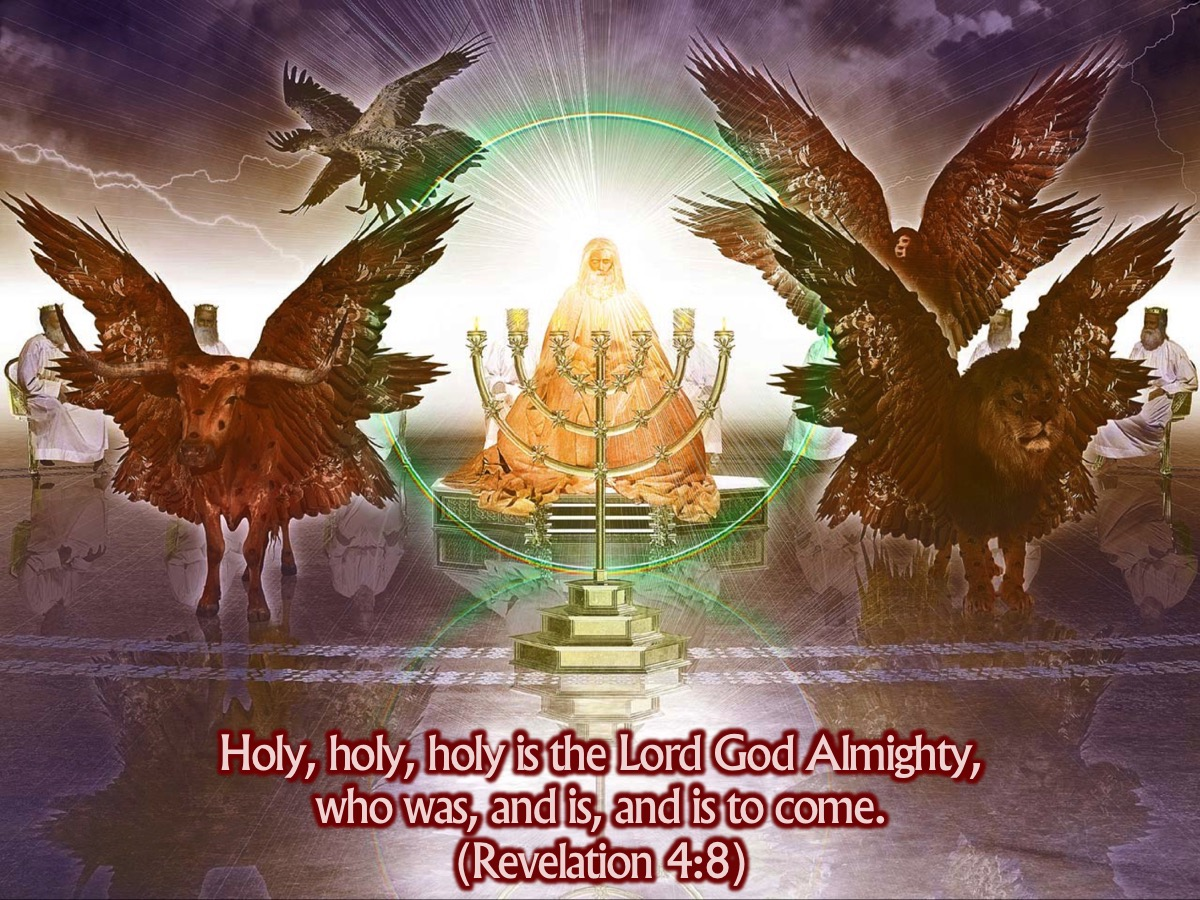 Holy, holy, holy is the Lord God Almighty,
who was, and is, and is to come.
(Revelation 4:8)